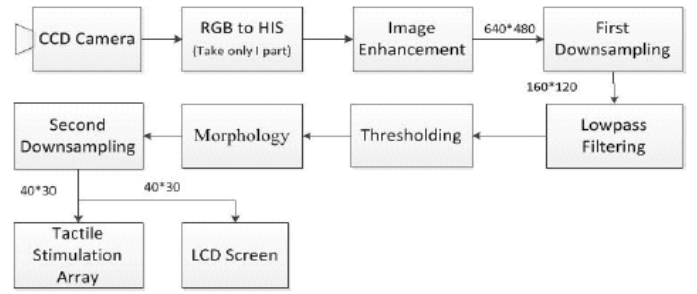 CCD Camera
RGB to HIS
(Take only I part)
Image
Enhancement
640*480
First
Downsampling
160*120
Lowpass
Filtering
Thresholding
Morphology
Second
Downsampling
40*30
40*30
Tactile
Stimulation
Array
LCD Screen